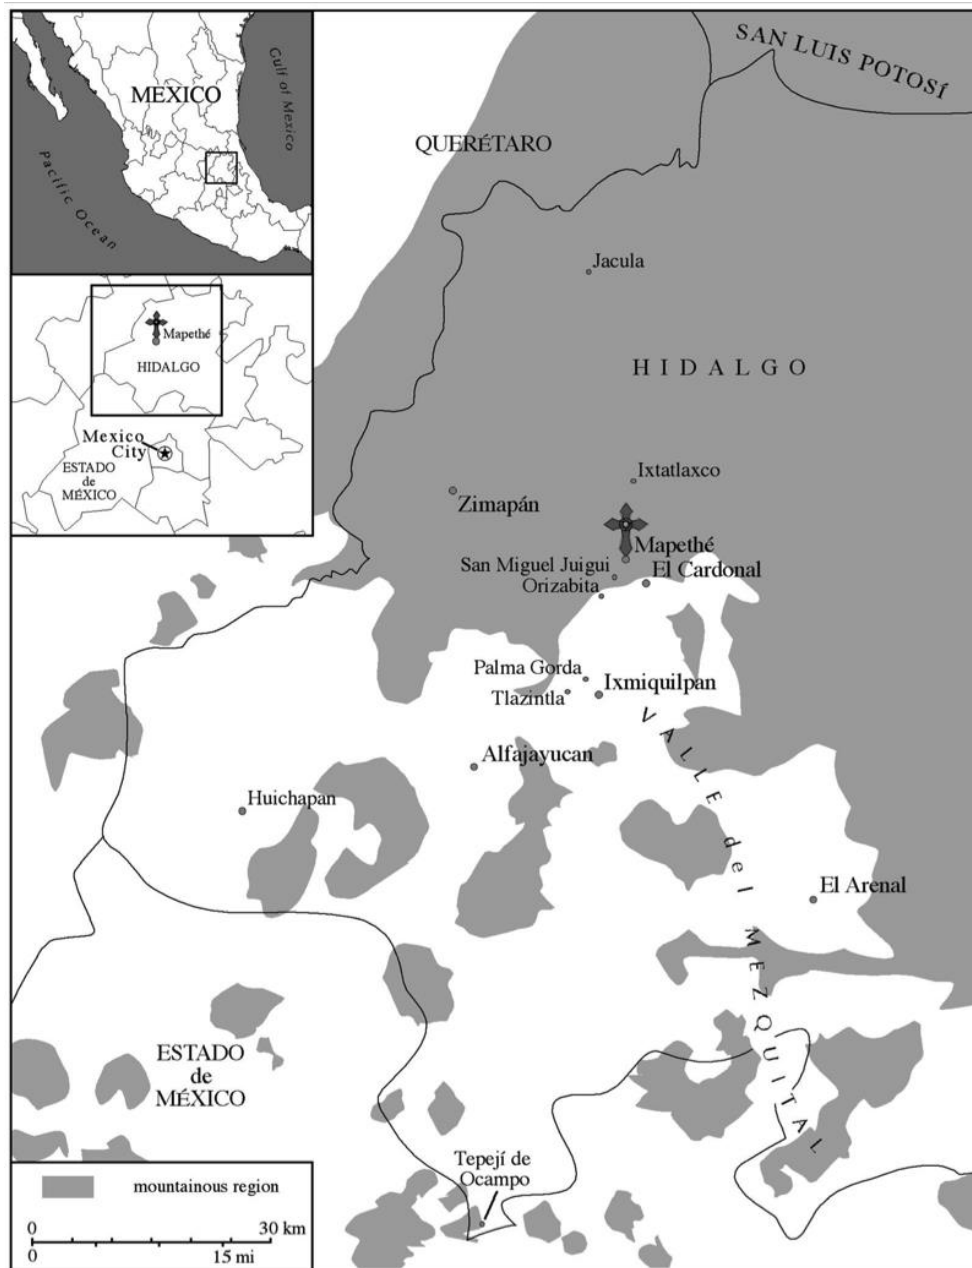 MEXICO
Gulf of Mexico
Pacific Ocean
Mapethé
HIDALGO
Mexico
City
ESTADO
de
MÉXICO
SAN LUIS POTOSÍ
QUERÉTARO
Jacula
HIDALGO
Ixtatlaxco
Zimapán
Mapethé
San Miguel Juigui
El Cardonal
Orizabita
Palma Gorda
Ixmiquilpan
Tlazintla
VALLE del MEZQUITAL
Alfajayucan
Huichapan
El Arenal
ESTADO
de
MÉXICO
Tepejí de
Ocampo
mountainous region
0 30 km
0 15 mi